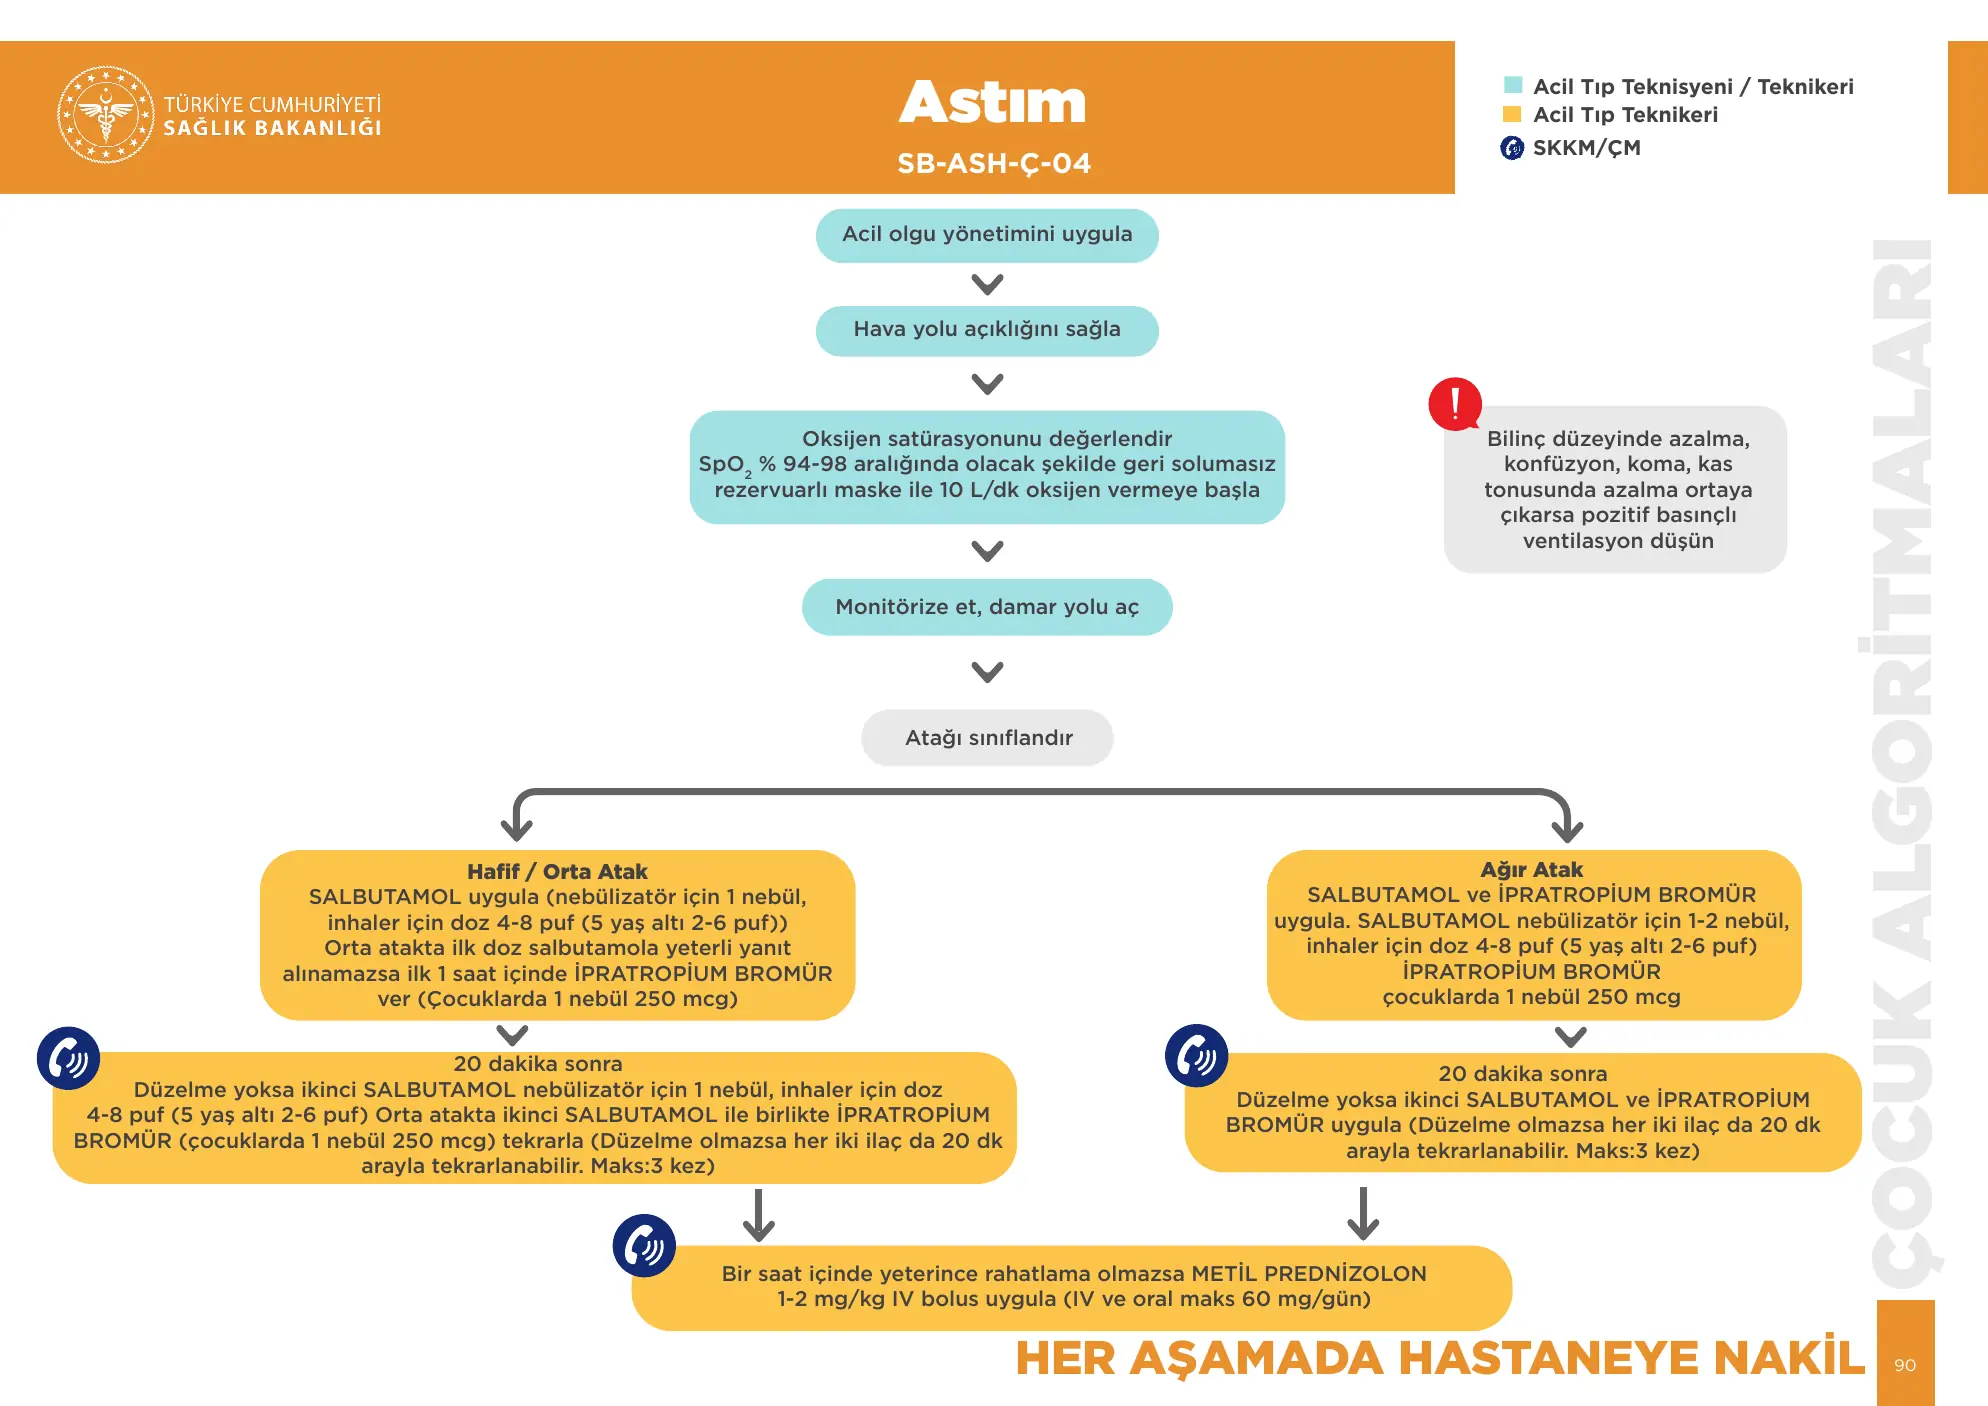 TÜRKİYE CUMHURİYETİ
SAĞLIK BAKANLIĞI
Astım
SB-ASH-Ç-04
Acil Tıp Teknisyeni / Teknikeri
Acil Tıp Teknikeri
SKKM/ÇM
Acil olgu yönetimini uygula
Hava yolu açıklığını sağla
Oksijen satürasyonunu değerlendir
SpO2 % 94-98 aralığında olacak şekilde geri solumasız
rezervuarlı maske ile 10 L/dk oksijen vermeye başla
!
Bilinç düzeyinde azalma,
konfüzyon, koma, kas
tonusunda azalma ortaya
çıkarsa pozitif basınçlı
ventilasyon düşün
Monitörize et, damar yolu aç
Atağı sınıflandır
Hafif / Orta Atak
SALBUTAMOL uygula (nebülizatör için 1 nebül,
inhaler için doz 4-8 puf (5 yaş altı 2-6 puf))
Orta atakta ilk doz salbutamola yeterli yanıt
alınamazsa ilk 1 saat içinde İPRATROPİUM BROMÜR
ver (Çocuklarda 1 nebül 250 mcg)
Ağır Atak
SALBUTAMOL ve İPRATROPİUM BROMÜR
uygula. SALBUTAMOL nebülizatör için 1-2 nebül,
inhaler için doz 4-8 puf (5 yaş altı 2-6 puf)
İPRATROPİUM BROMÜR
çocuklarda 1 nebül 250 mcg
20 dakika sonra
Düzelme yoksa ikinci SALBUTAMOL nebülizatör için 1 nebül, inhaler için doz
4-8 puf (5 yaş altı 2-6 puf) Orta atakta ikinci SALBUTAMOL ile birlikte İPRATROPİUM
BROMÜR (çocuklarda 1 nebül 250 mcg) tekrarla (Düzelme olmazsa her iki ilaç da 20 dk
arayla tekrarlanabilir. Maks:3 kez)
20 dakika sonra
Düzelme yoksa ikinci SALBUTAMOL ve İPRATROPİUM
BROMÜR uygula (Düzelme olmazsa her iki ilaç da 20 dk
arayla tekrarlanabilir. Maks:3 kez)
Bir saat içinde yeterince rahatlama olmazsa METİL PREDNİZOLON
1-2 mg/kg IV bolus uygula (IV ve oral maks 60 mg/gün)
HER AŞAMADA HASTANEYE NAKİL
ÇOCUK ALGORİTMALARI
90